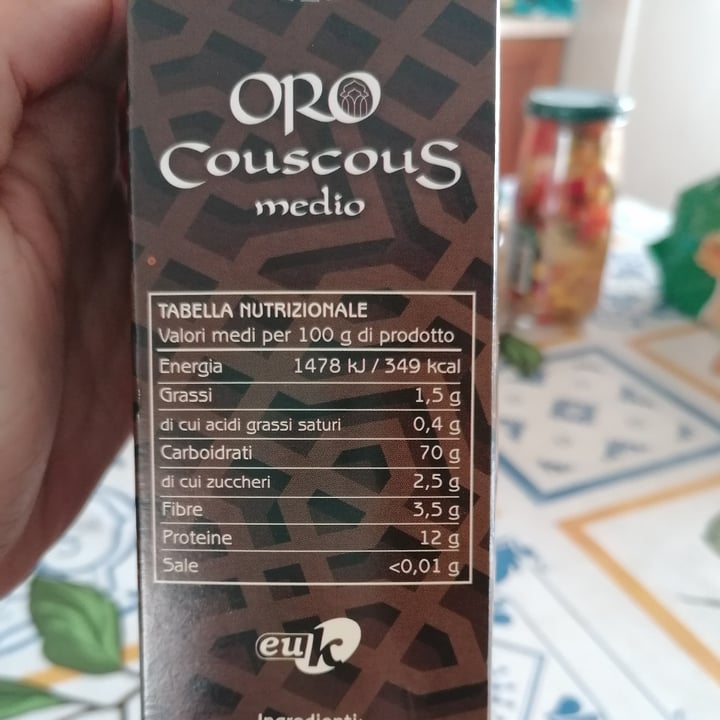 ORO
Couscous
medio
TABELLA NUTRIZIONALE
Valori medi per 100 g di prodotto
Energia 1478 kJ / 349 kcal
Grassi 1,5 g
di cui acidi grassi saturi 0,4 g
Carboidrati 70 g
di cui zuccheri 2,5 g
Fibre 3,5 g
Proteine 12 g
Sale <0,01 g
euk
Ingredienti: